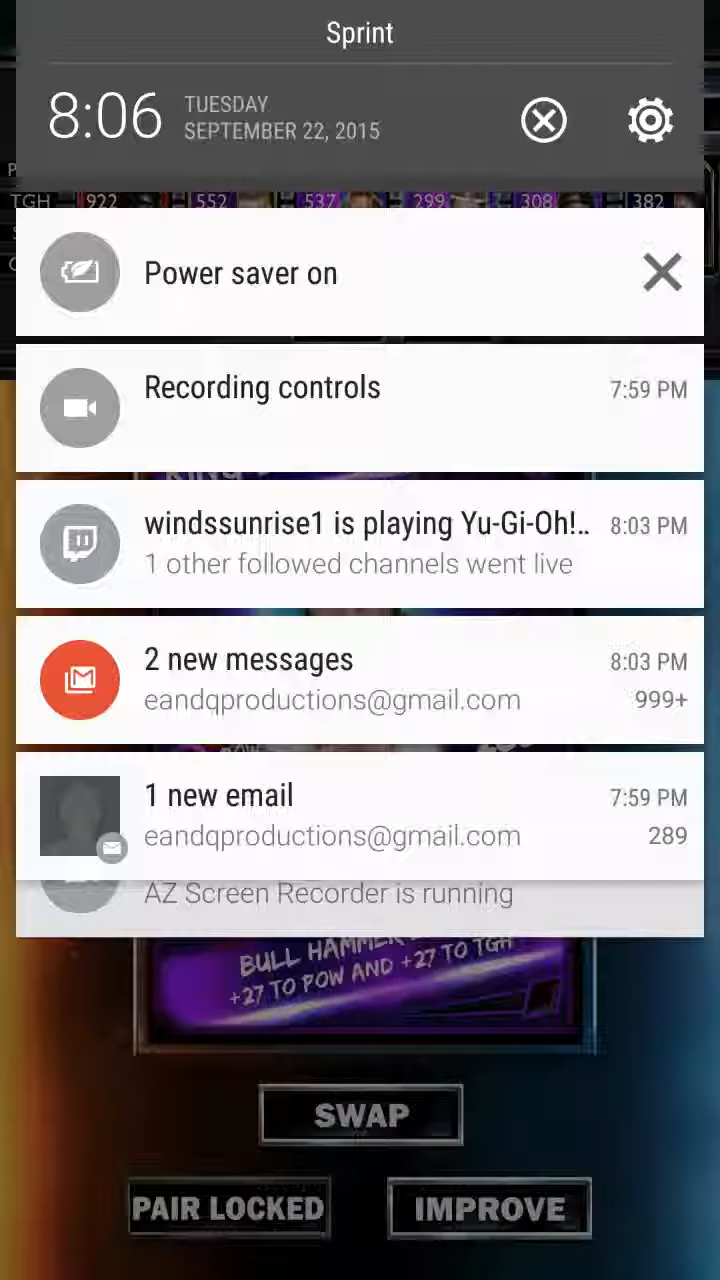 Sprint
8:06
TUESDAY
SEPTEMBER 22, 2015
TGH 922 552 537 299 308 382
Power saver on
Recording controls 7:59 PM
windssunrise1 is playing Yu-Gi-Oh!.. 8:03 PM
1 other followed channels went live
2 new messages 8:03 PM
eandqproductions@gmail.com 999+
1 new email 7:59 PM
eandqproductions@gmail.com 289
AZ Screen Recorder is running
BULL HAMMER
+27 TO POW AND +27 TO TGH
SWAP
PAIR LOCKED IMPROVE